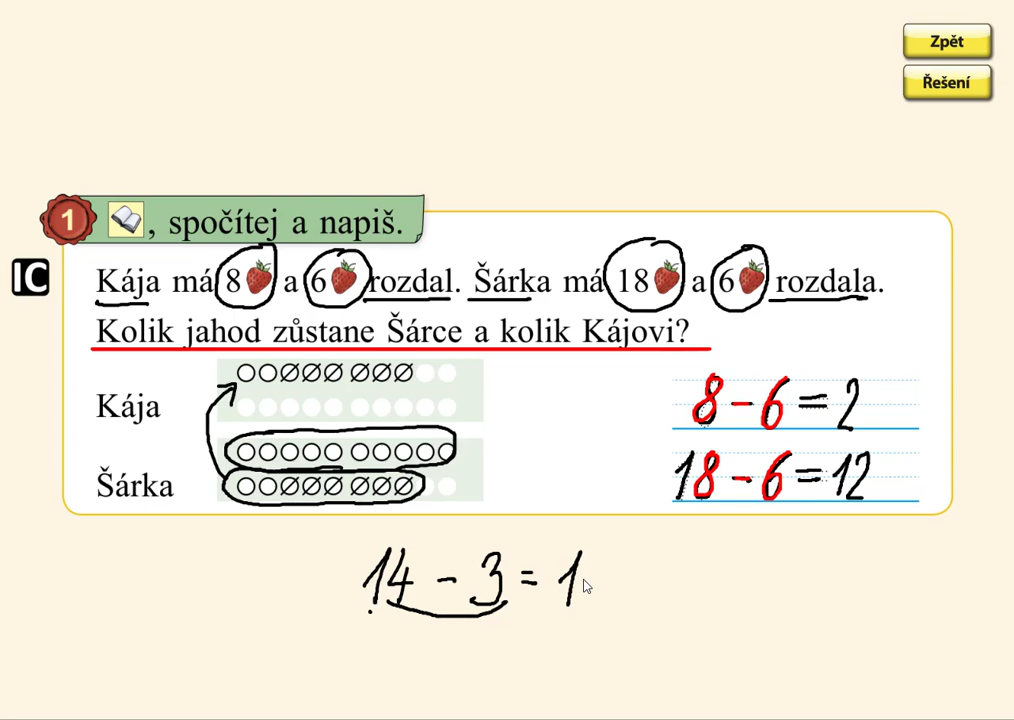 Zpět
Řešení
1 , spočítej a napiš.
IC
Kája má 8 a 6 rozdal. Šárka má 18 a 6 rozdala.
Kolik jahod zůstane Šárce a kolik Kájovi?
Kája
8 - 6 = 2
Šárka
18 - 6 = 12
14 - 3 = 1